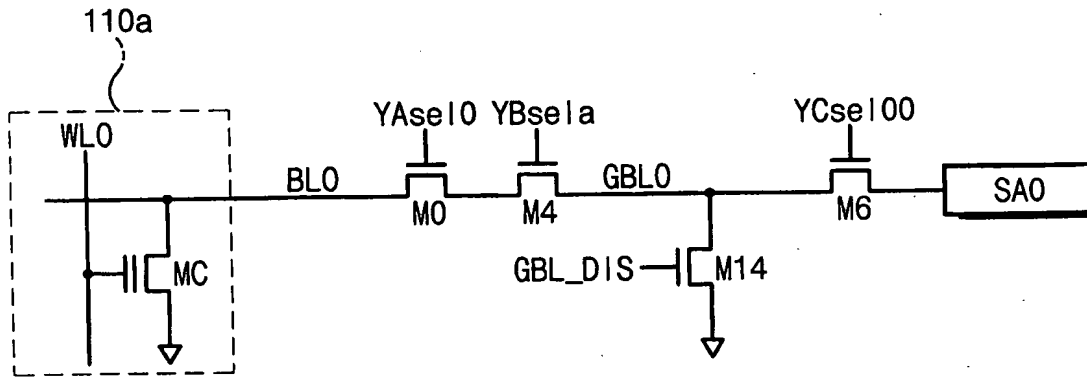 110a
WL0
YAsel0
YBsela
YCsel00
BL0
GBL0
SA0
M0
M4
M6
MC
GBL_DIS
M14